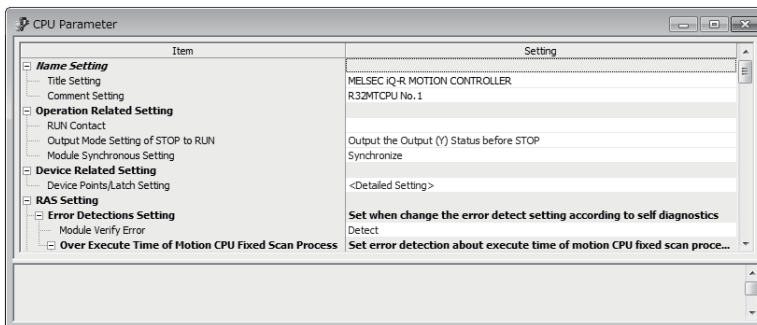 CPU Parameter
Item Setting
Name Setting
Title Setting MELSEC iQ-R MOTION CONTROLLER
Comment Setting R32MTCPU No.1
Operation Related Setting
RUN Contact
Output Mode Setting of STOP to RUN Output the Output (Y) Status before STOP
Module Synchronous Setting Synchronize
Device Related Setting
Device Points/Latch Setting <Detailed Setting>
RAS Setting
Error Detections Setting Set when change the error detect setting according to self diagnostics
Module Verify Error Detect
Over Execute Time of Motion CPU Fixed Scan Process Set error detection about execute time of motion CPU fixed scan proce...